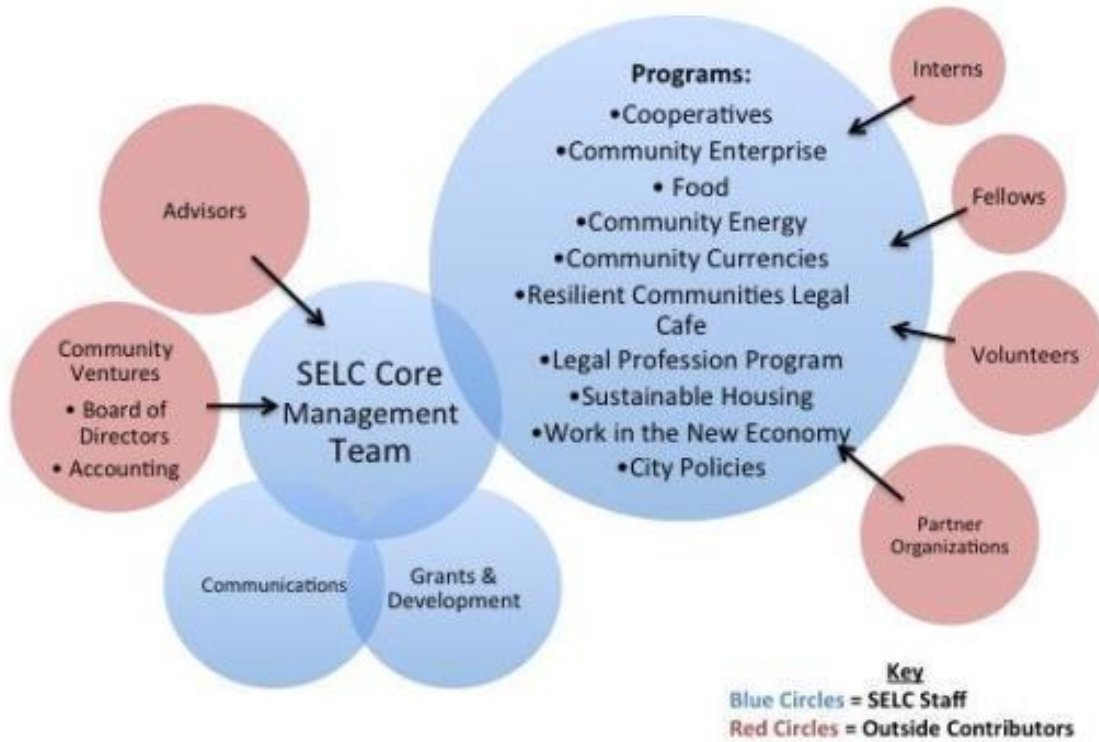 Programs:
•Cooperatives
•Community Enterprise
• Food
•Community Energy
•Community Currencies
•Resilient Communities Legal
Cafe
•Legal Profession Program
•Sustainable Housing
•Work in the New Economy
•City Policies
Interns
Fellows
Volunteers
Partner
Organizations
Advisors
Community
Ventures
• Board of
Directors
• Accounting
SELC Core
Management
Team
Communications
Grants &
Development
Key
Blue Circles = SELC Staff
Red Circles = Outside Contributors